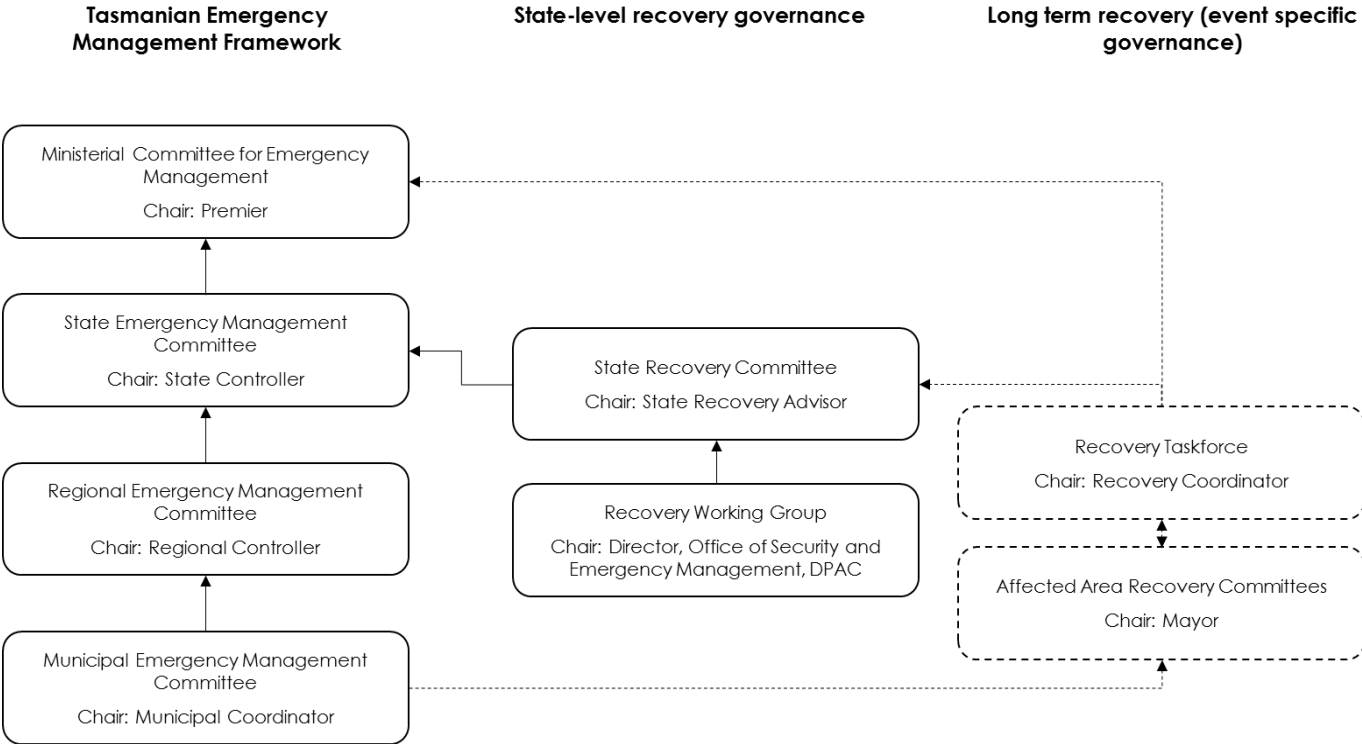 Tasmanian Emergency
Management Framework
State-level recovery governance
Long term recovery (event specific
governance)
Ministerial Committee for Emergency
Management
Chair: Premier
State Emergency Management
Committee
Chair: State Controller
Regional Emergency Management
Committee
Chair: Regional Controller
Municipal Emergency Management
Committee
Chair: Municipal Coordinator
State Recovery Committee
Chair: State Recovery Advisor
Recovery Working Group
Chair: Director, Office of Security and
Emergency Management, DPAC
Recovery Taskforce
Chair: Recovery Coordinator
Affected Area Recovery Committees
Chair: Mayor